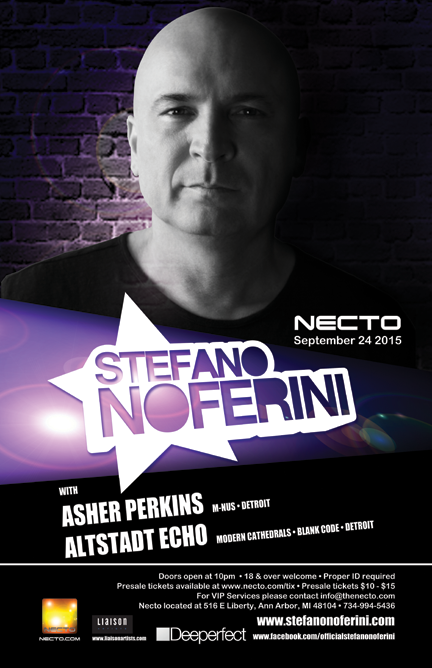 NECTO
September 24 2015
STEFANO
NOFERINI
WITH
ASHER PERKINS M-NUS • DETROIT
ALTSTADT ECHO MODERN CATHEDRALS • BLANK CODE • DETROIT
Doors open at 10pm • 18 & over welcome • Proper ID required
Presale tickets available at www.necto.com/tix • Presale tickets $10 - $15
For VIP Services please contact info@thenecto.com
Necto located at 516 E Liberty, Ann Arbor, MI 48104 • 734-994-5436
www.stefanonoferini.com
LIAISON
NECTO.COM
www.liaisonartists.com
Deeperfect
www.facebook.com/officialstefanonoferini